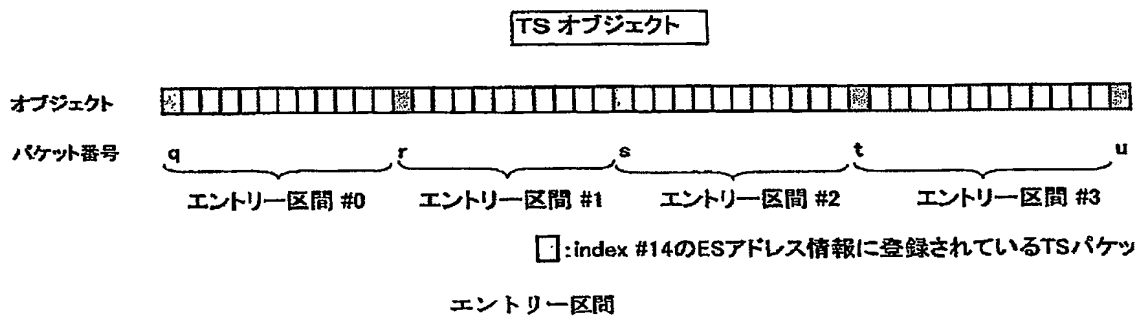 TS オブジェクト
オブジェクト
パケット番号 q r s t u
エントリー区間 #0 エントリー区間 #1 エントリー区間 #2 エントリー区間 #3
:index #14のESアドレス情報に登録されているTSパケッ
エントリー区間